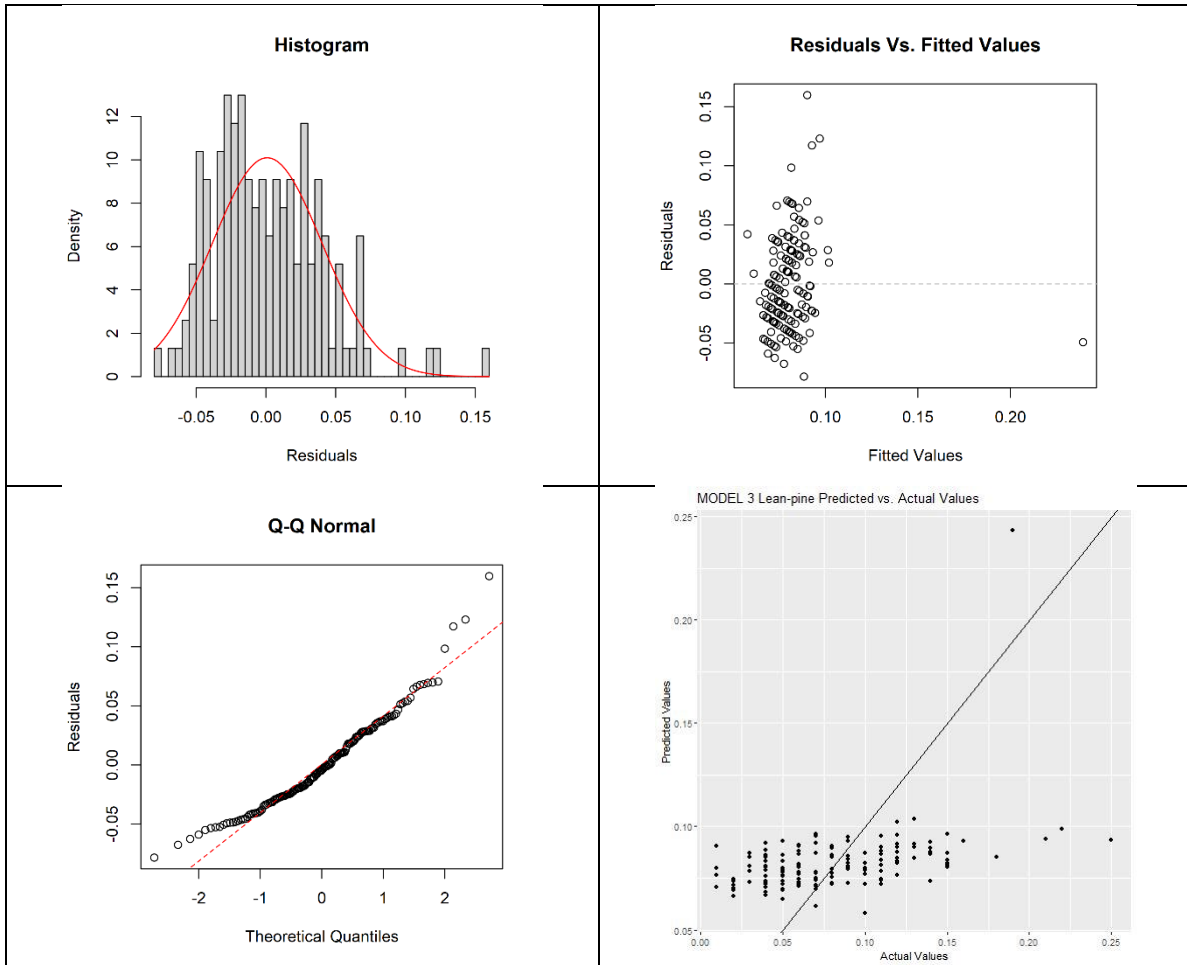 Histogram
12
10
8
6
4
2
0
Density
-0.05 0.00 0.05 0.10 0.15
Residuals
Residuals Vs. Fitted Values
0.15
0.10
0.05
0.00
-0.05
Residuals
0.10 0.15 0.20
Fitted Values
Q-Q Normal
0.15
0.10
0.05
0.00
-0.05
Residuals
-2 -1 0 1 2
Theoretical Quantiles
MODEL 3 Lean-pine Predicted vs. Actual Values
0.25
0.20
0.15
0.10
0.05
Predicted Values
0.00 0.05 0.10 0.15 0.20 0.25
Actual Values